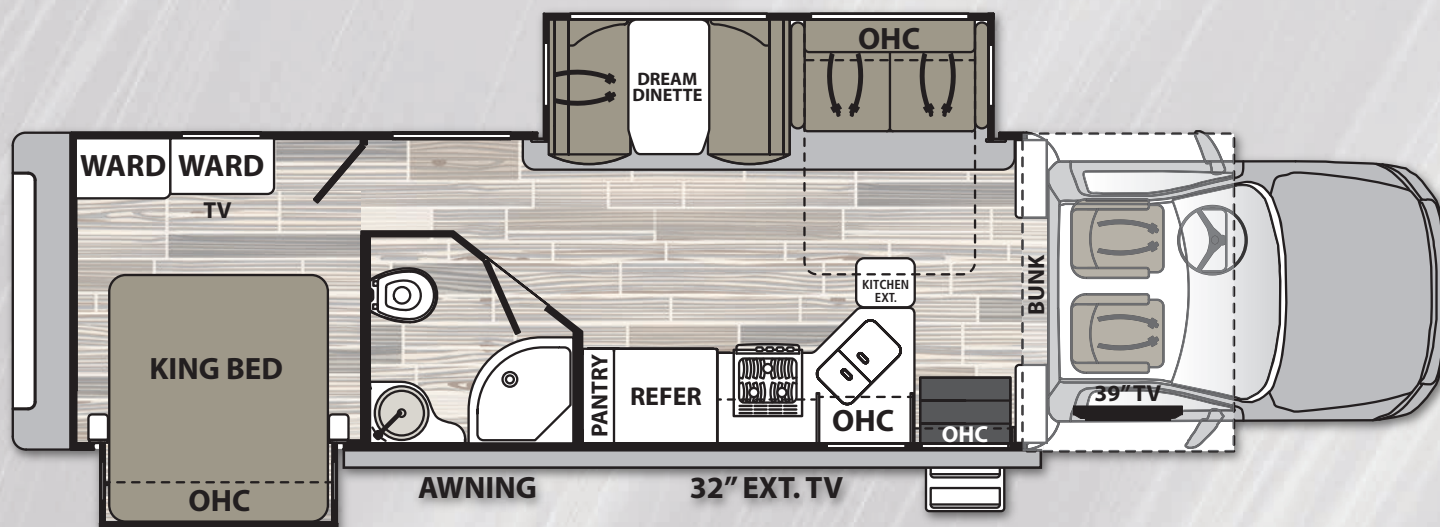 OHC
DREAM
DINETTE
WARD
WARD
TV
KITCHEN
EXT.
BUNK
KING BED
PANTRY
REFER
39” TV
OHC
OHC
OHC
AWNING
32” EXT. TV